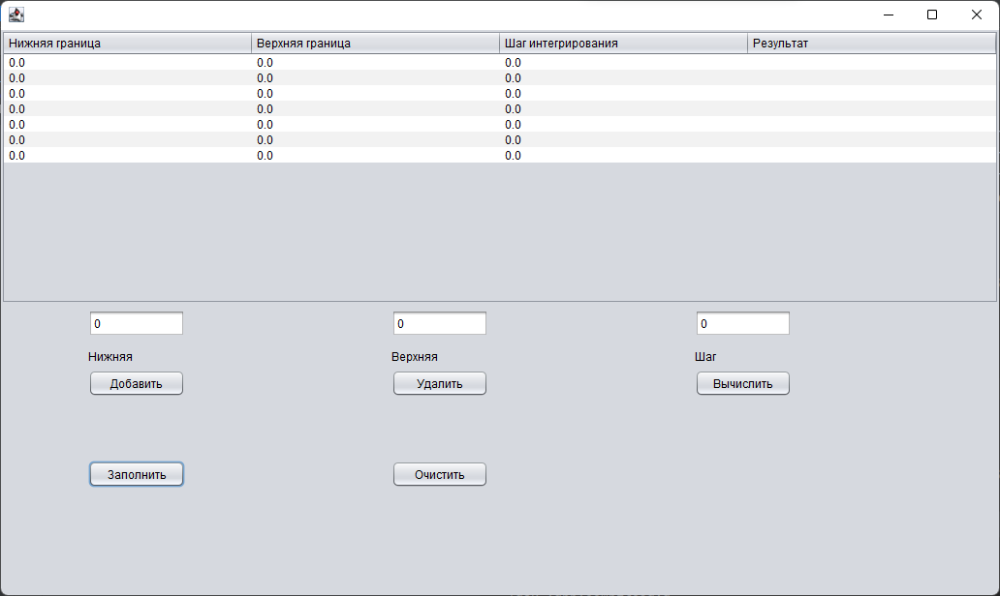 Нижняя граница Верхняя граница Шаг интегрирования Результат
0.0 0.0 0.0
0.0 0.0 0.0
0.0 0.0 0.0
0.0 0.0 0.0
0.0 0.0 0.0
0.0 0.0 0.0
0.0 0.0 0.0
0 0 0
Нижняя Верхняя Шаг
Добавить Удалить Вычислить
Заполнить Очистить